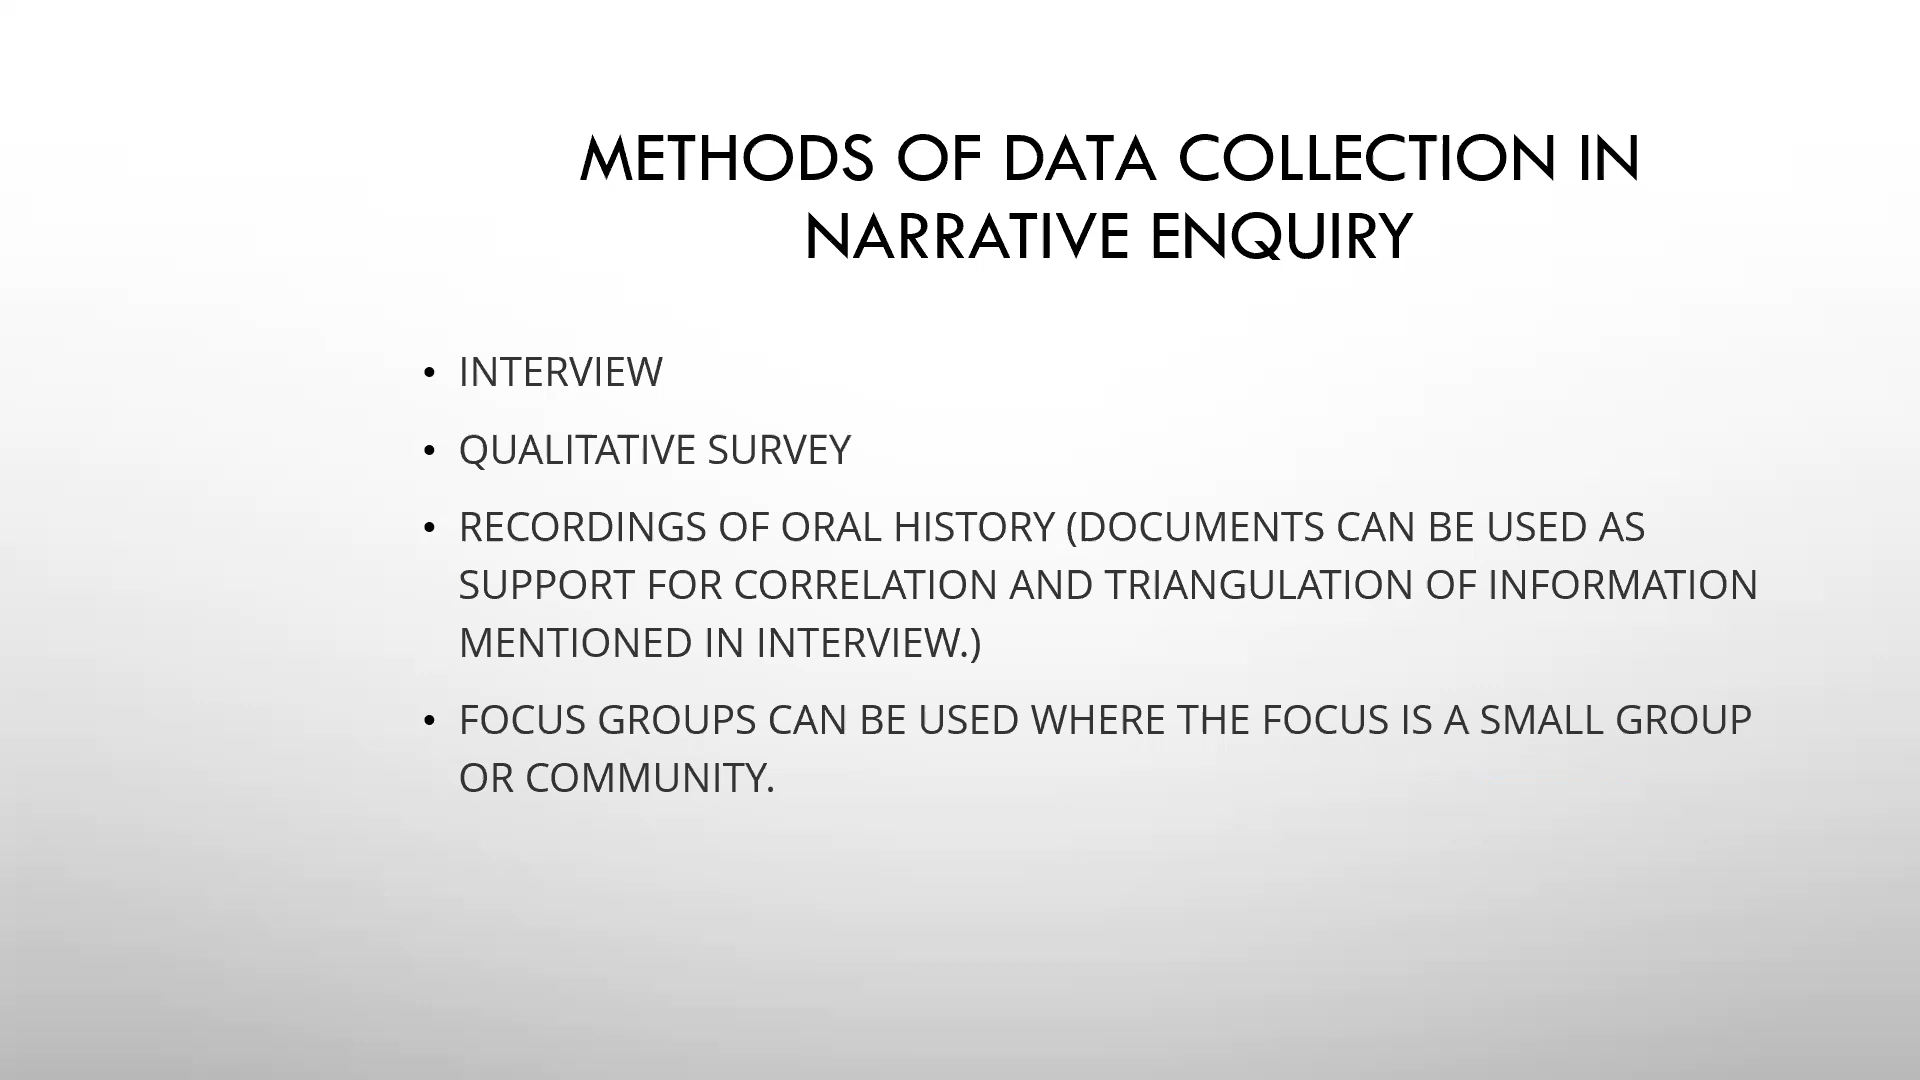 METHODS OF DATA COLLECTION IN
NARRATIVE ENQUIRY
• INTERVIEW
• QUALITATIVE SURVEY
• RECORDINGS OF ORAL HISTORY (DOCUMENTS CAN BE USED AS
SUPPORT FOR CORRELATION AND TRIANGULATION OF INFORMATION
MENTIONED IN INTERVIEW.)
• FOCUS GROUPS CAN BE USED WHERE THE FOCUS IS A SMALL GROUP
OR COMMUNITY.